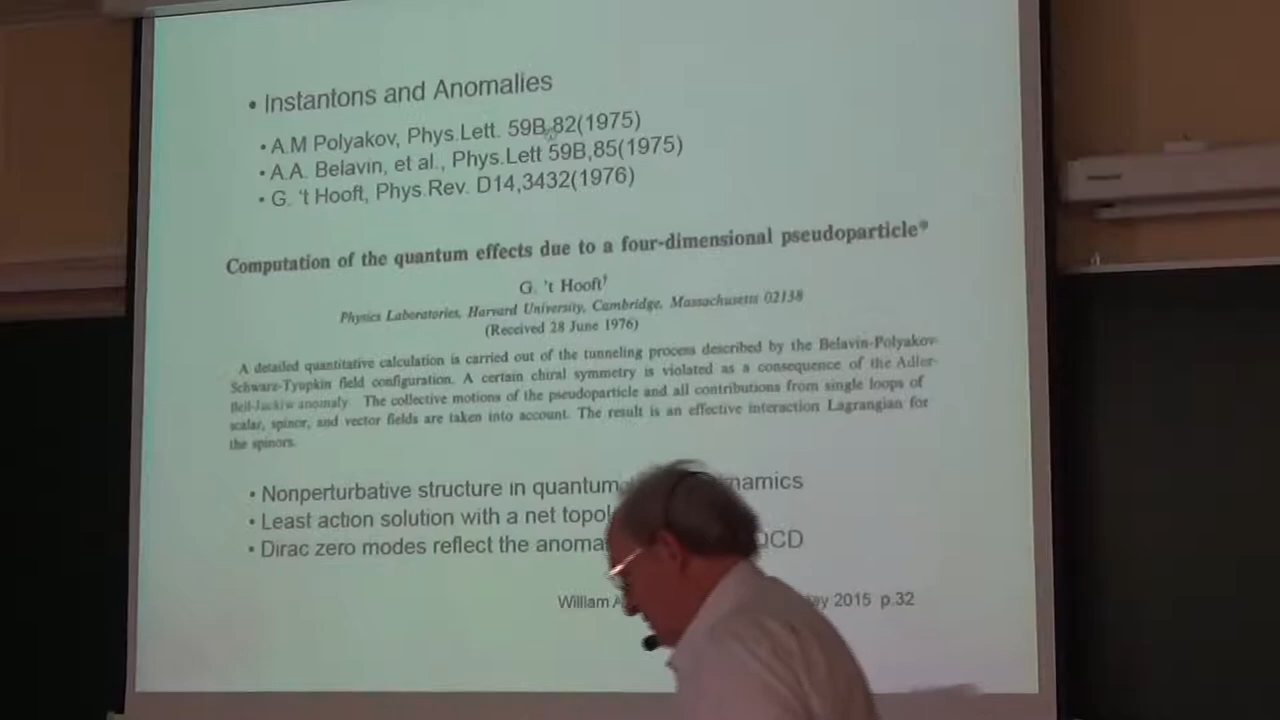 • Instantons and Anomalies
• A.M Polyakov, Phys.Lett. 59B,82(1975)
• A.A. Belavin, et al., Phys.Lett 59B,85(1975)
• G. ‘t Hooft, Phys.Rev. D14,3432(1976)
Computation of the quantum effects due to a four-dimensional pseudoparticle*
G. 't Hooft†
Physics Laboratories, Harvard University, Cambridge, Massachusetts 02138
(Received 28 June 1976)
A detailed quantitative calculation is carried out of the tunneling process described by the Belavin-Polyakov-
Schwarz-Tyupkin field configuration. A certain chiral symmetry is violated as a consequence of the Adler-
Bell-Jackiw anomaly. The collective motions of the pseudoparticle and all contributions from single loops of
scalar, spinor, and vector fields are taken into account. The result is an effective interaction Lagrangian for
the spinors.
• Nonperturbative structure in quantum namics
• Least action solution with a net topol
• Dirac zero modes reflect the anoma QCD
William A ay 2015 p.32